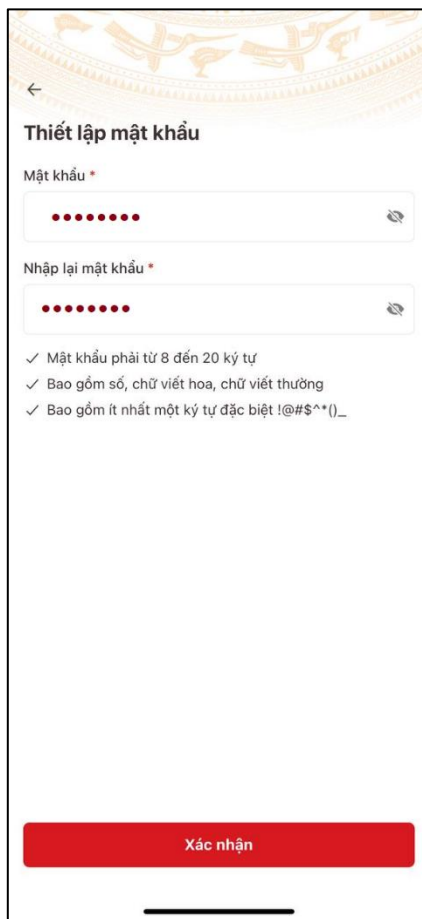 Thiết lập mật khẩu
Mật khẩu *
Nhập lại mật khẩu *
Mật khẩu phải từ 8 đến 20 ký tự
Bao gồm số, chữ viết hoa, chữ viết thường
Bao gồm ít nhất một ký tự đặc biệt !@#$^*()_
Xác nhận